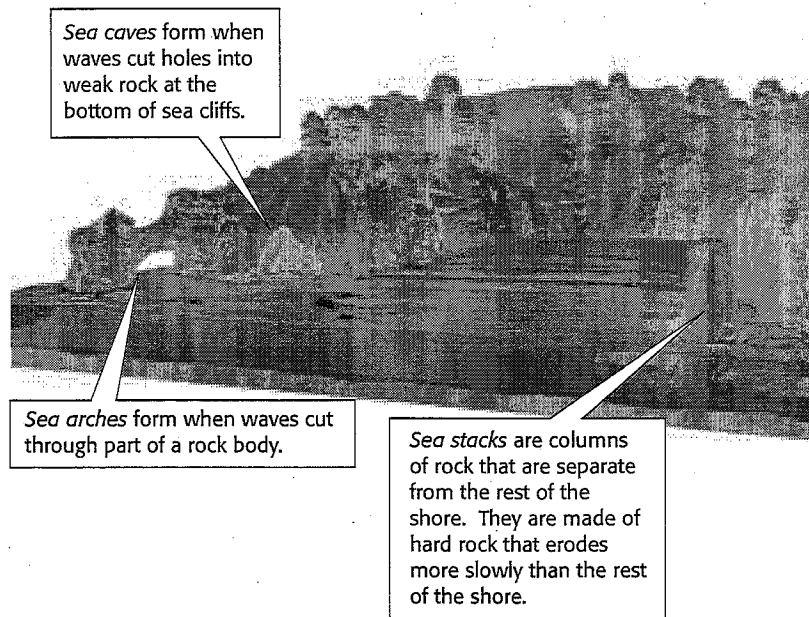 Sea caves form when
waves cut holes into
weak rock at the
bottom of sea cliffs.
Sea arches form when waves cut
through part of a rock body.
Sea stacks are columns
of rock that are separate
from the rest of the
shore. They are made of
hard rock that erodes
more slowly than the rest
of the shore.